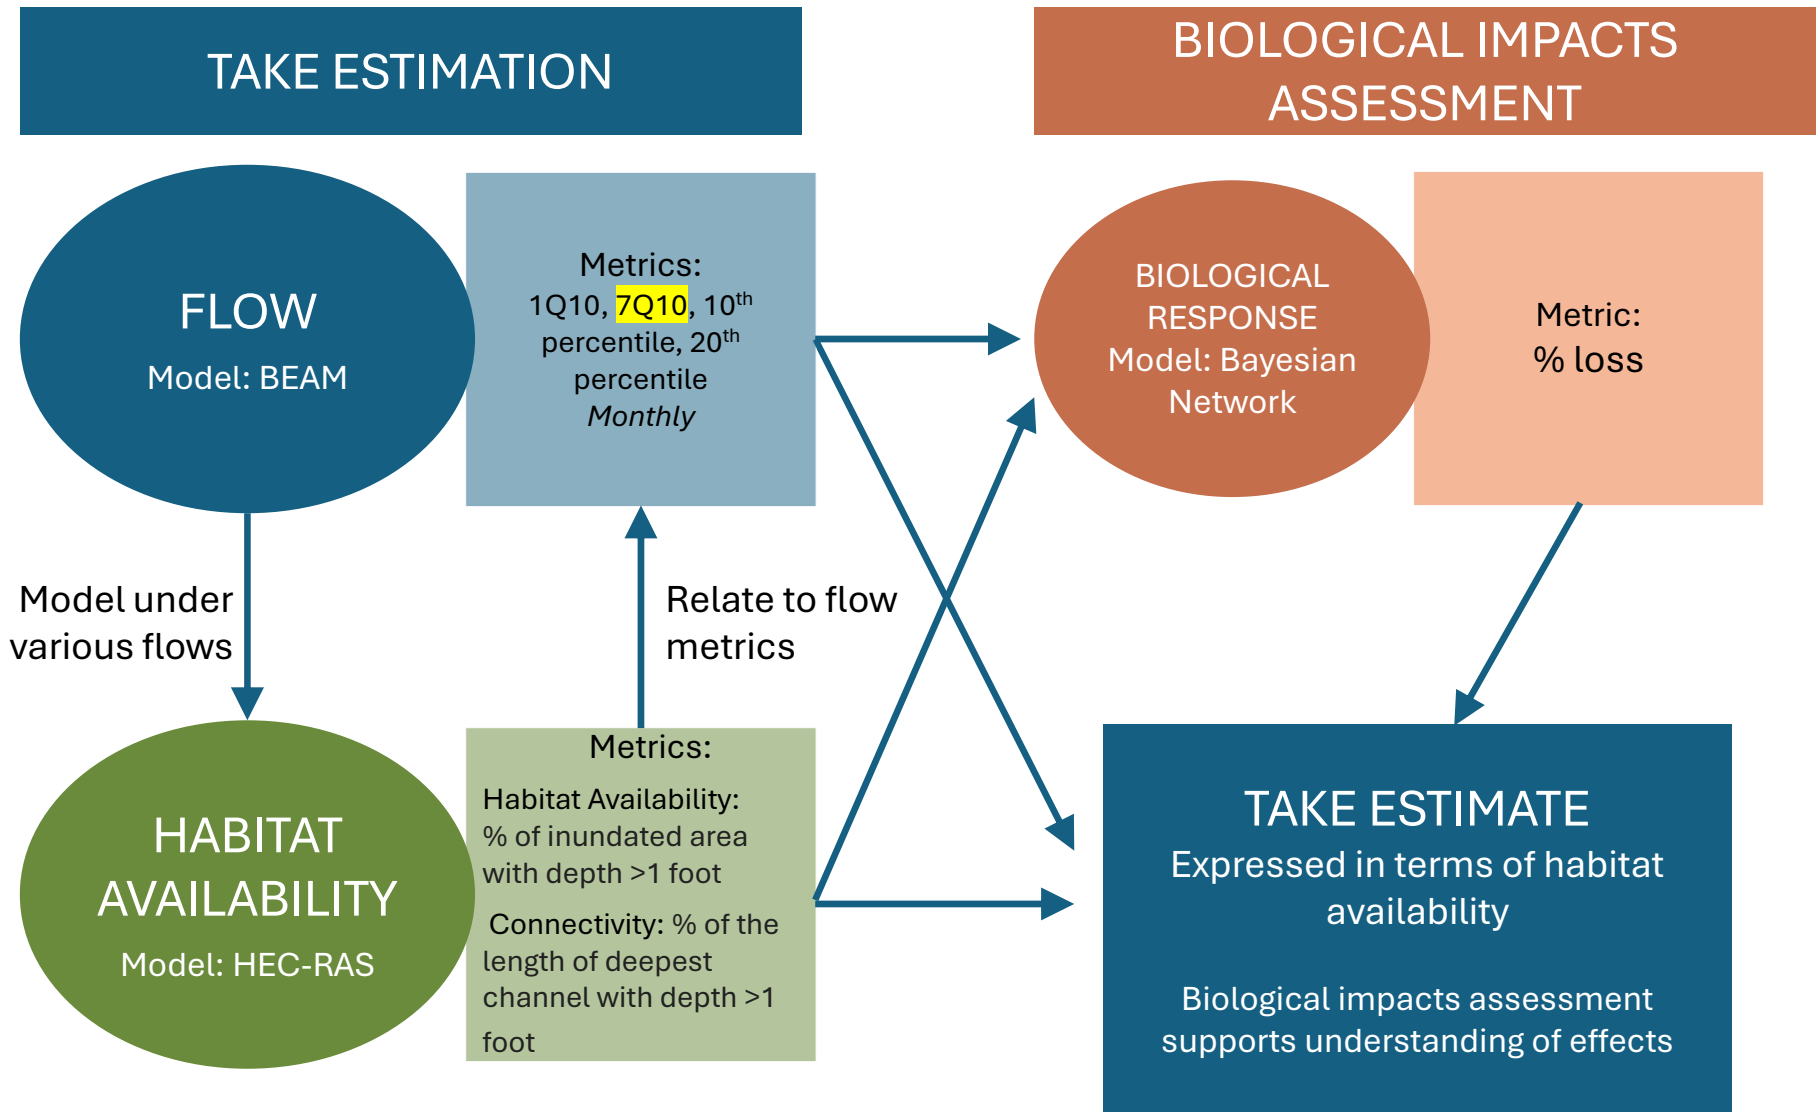 TAKE ESTIMATION
BIOLOGICAL IMPACTS
ASSESSMENT
FLOW
Model: BEAM
Metrics:
1Q10, 7Q10, 10th
percentile, 20th
percentile
Monthly
BIOLOGICAL
RESPONSE
Model: Bayesian
Network
Metric:
% loss
Model under
various flows
Relate to flow
metrics
HABITAT
AVAILABILITY
Model: HEC-RAS
Metrics:
Habitat Availability:
% of inundated area
with depth >1 foot
Connectivity: % of the
length of deepest
channel with depth >1
foot
TAKE ESTIMATE
Expressed in terms of habitat
availability
Biological impacts assessment
supports understanding of effects